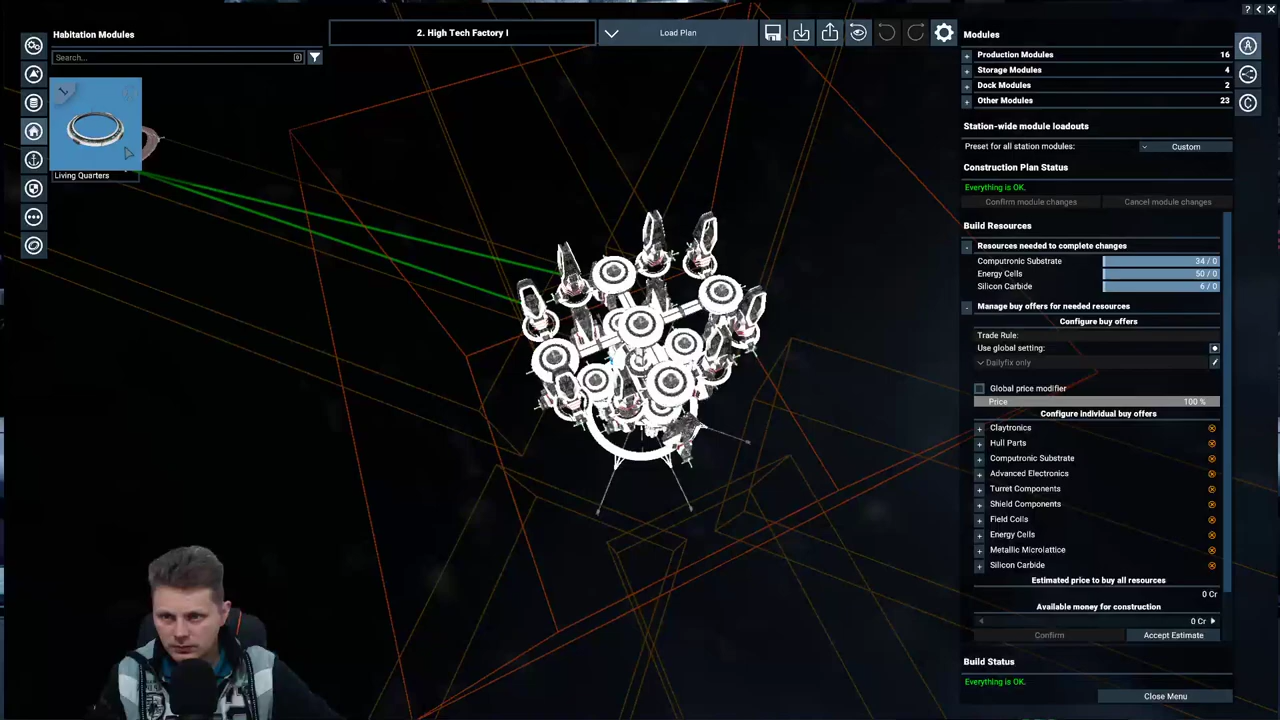 Habitation Modules
Search...
Living Quarters
2. High Tech Factory I
Load Plan
Modules
Production Modules 16
Storage Modules 4
Dock Modules 2
Other Modules 23
Station-wide module loadouts
Preset for all station modules: Custom
Construction Plan Status
Everything is OK.
Confirm module changes Cancel module changes
Build Resources
Resources needed to complete changes
Computronic Substrate 34 / 0
Energy Cells 50 / 0
Silicon Carbide 6 / 0
Manage buy offers for needed resources
Configure buy offers
Trade Rule:
Use global setting:
Dailyfix only
Global price modifier
Price 100 %
Configure individual buy offers
Claytronics
Hull Parts
Computronic Substrate
Advanced Electronics
Turret Components
Shield Components
Field Coils
Energy Cells
Metallic Microlattice
Silicon Carbide
Estimated price to buy all resources
0 Cr
Available money for construction
0 Cr
Confirm Accept Estimate
Build Status
Everything is OK.
Close Menu